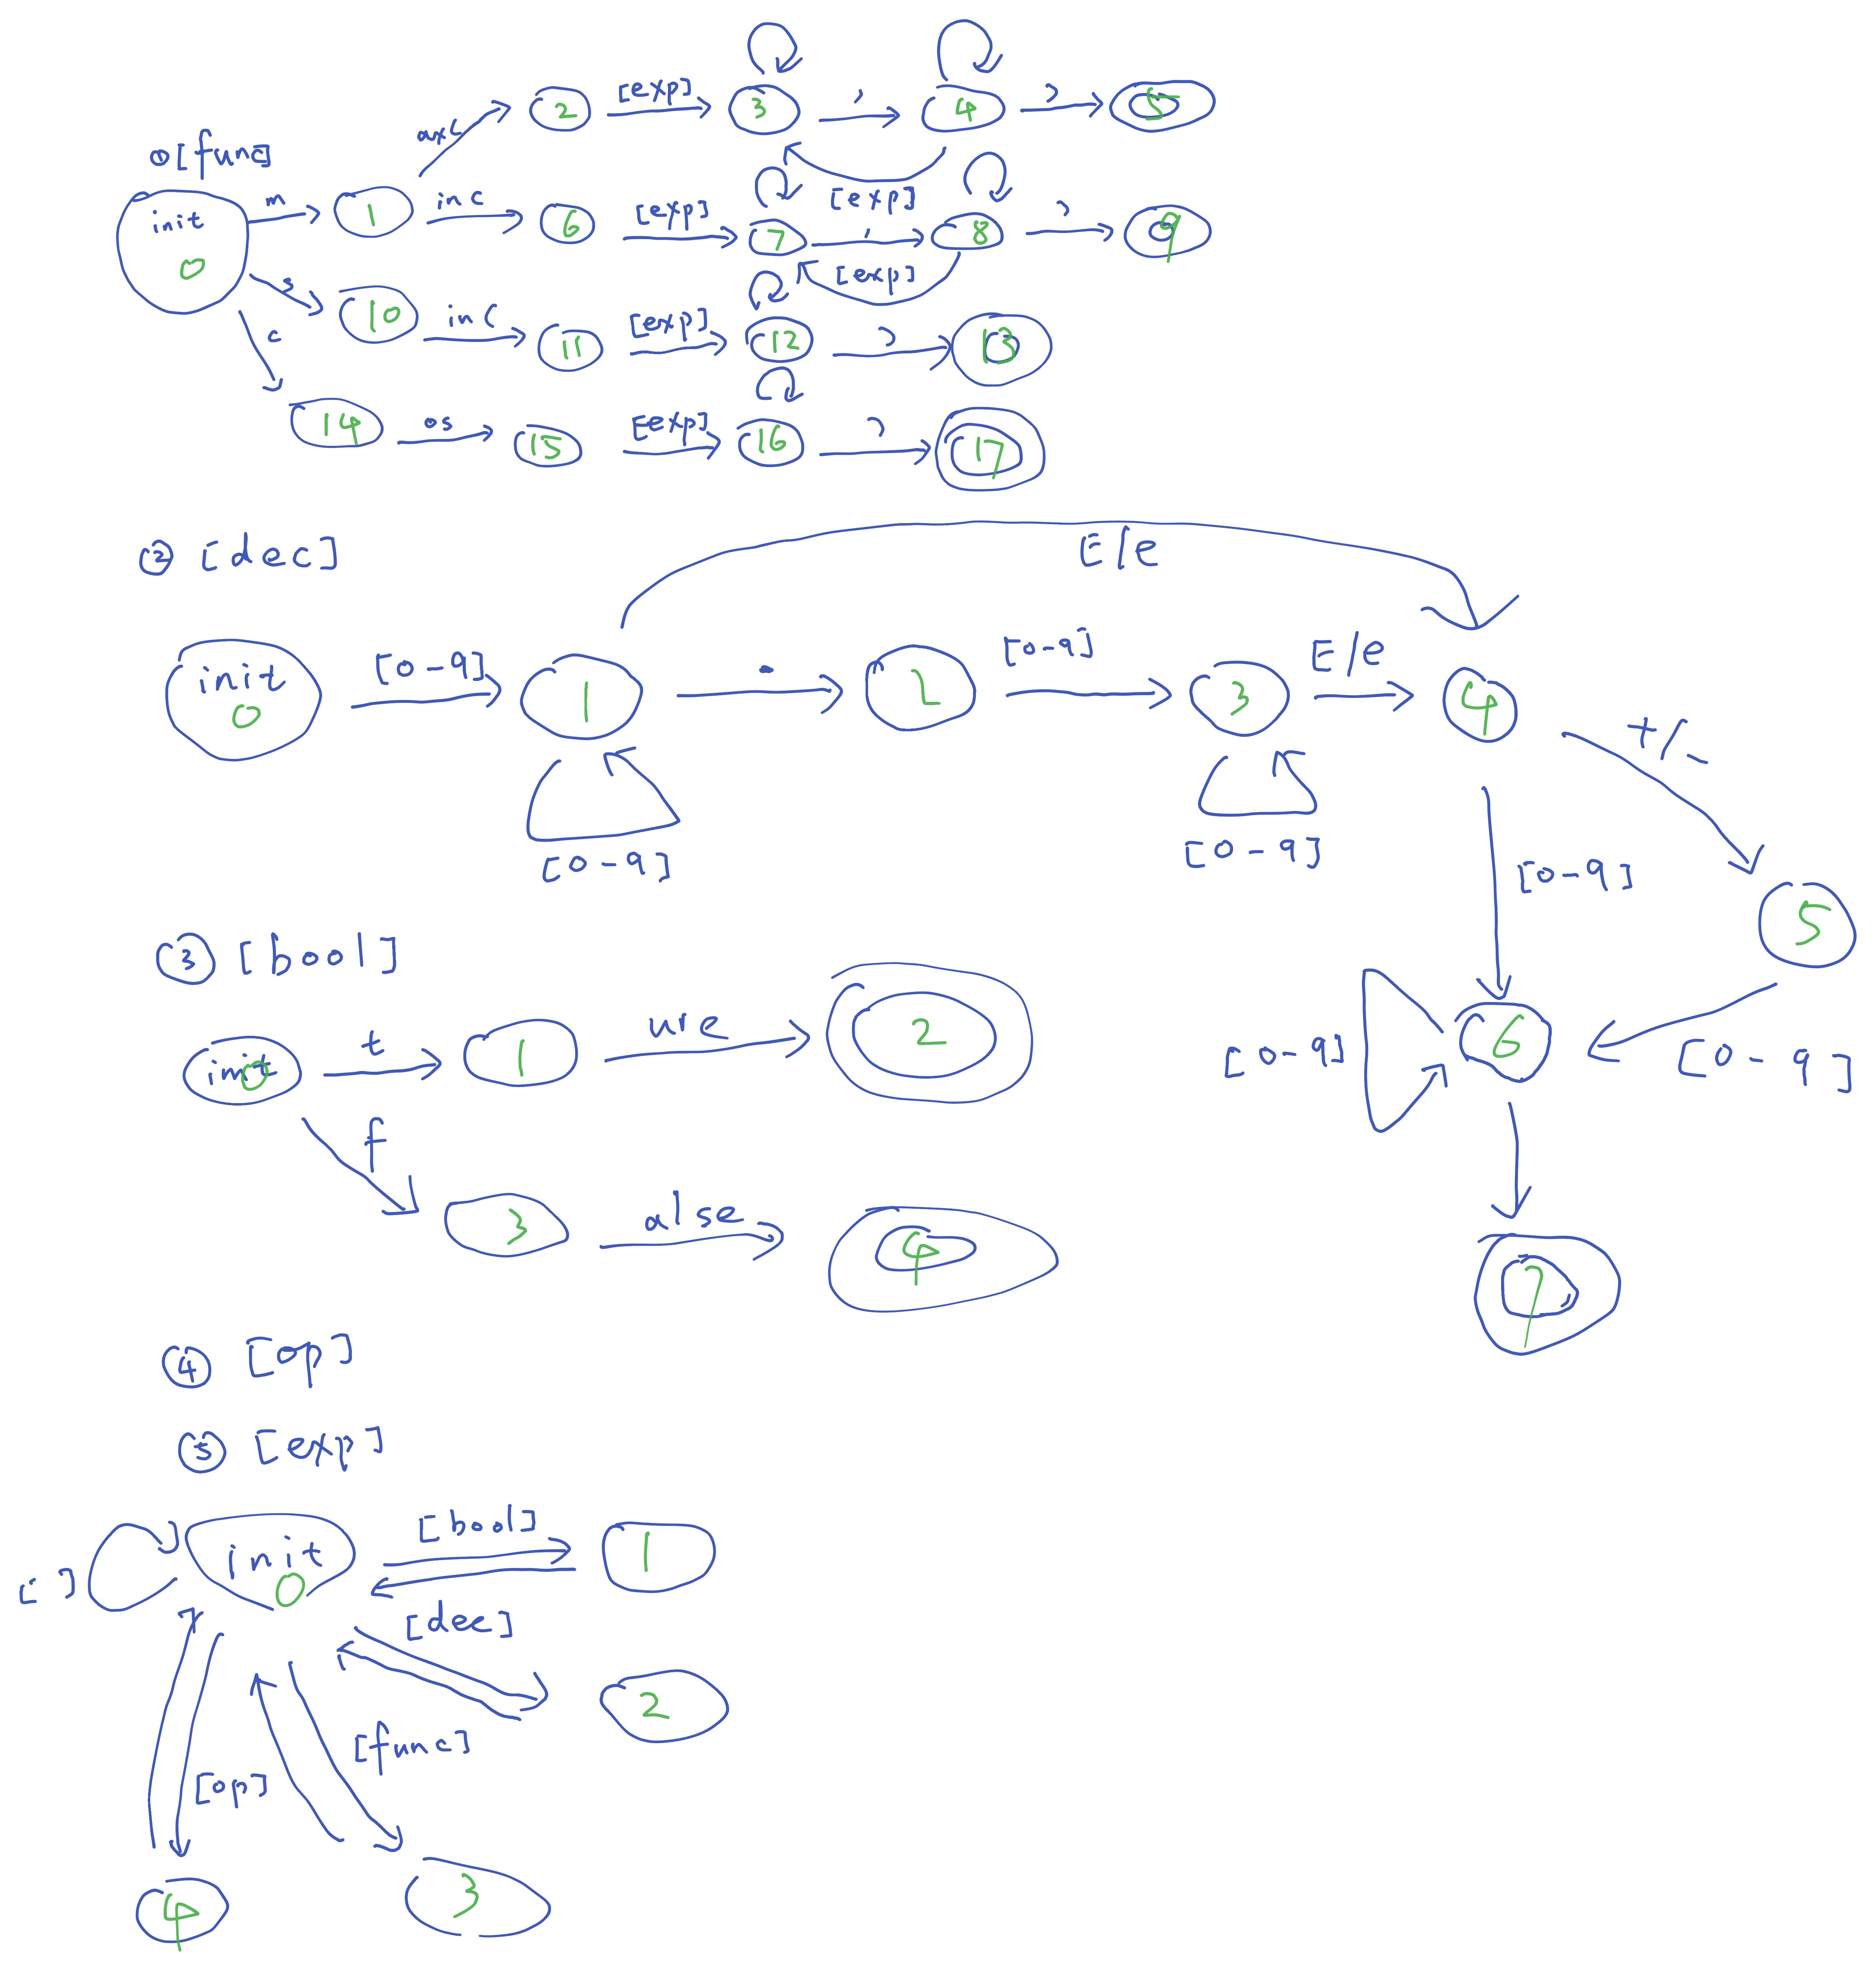 ① [func]
ax(
[exp]
,
)
2
3
4
5
init
0
m
1
in(
6
[exp]
7
,
[exp]
8
)
9
s
10
in(
11
[exp]
12
[exp]
)
13
c
14
os
15
[exp]
16
)
17
② [dec]
E/e
init
0
[0-9]
1
.
2
[0-9]
3
E/e
4
+/-
[0-9]
[0-9]
[0-9]
5
[0-9]
6
[0-9]
7
③ [bool]
init
0
t
1
ure
2
f
3
alse
4
④ [op]
⑤ [exp]
[ ]
init
0
[bool]
1
[dec]
2
[func]
3
[op]
4